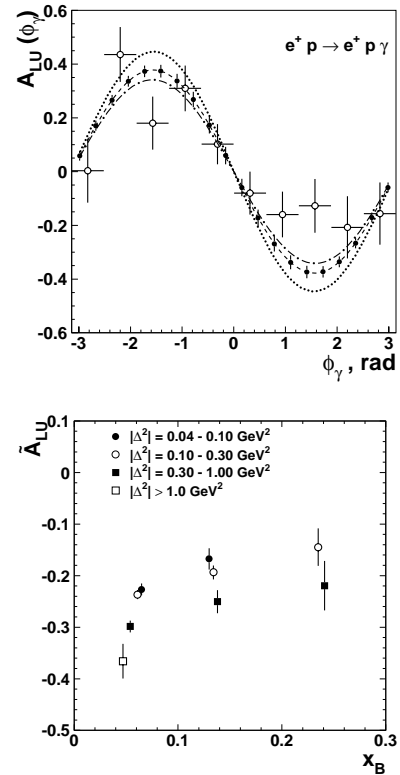 A_LU (ϕ_γ)
e⁺ p → e⁺ p γ
0.6
0.4
0.2
0
-0.2
-0.4
-0.6
-3 -2 -1 0 1 2 3
ϕ_γ , rad
Ã_LU
|Δ²| = 0.04 - 0.10 GeV²
|Δ²| = 0.10 - 0.30 GeV²
|Δ²| = 0.30 - 1.00 GeV²
|Δ²| > 1.0 GeV²
0.1
0
-0.1
-0.2
-0.3
-0.4
-0.5
0 0.1 0.2 0.3
x_B